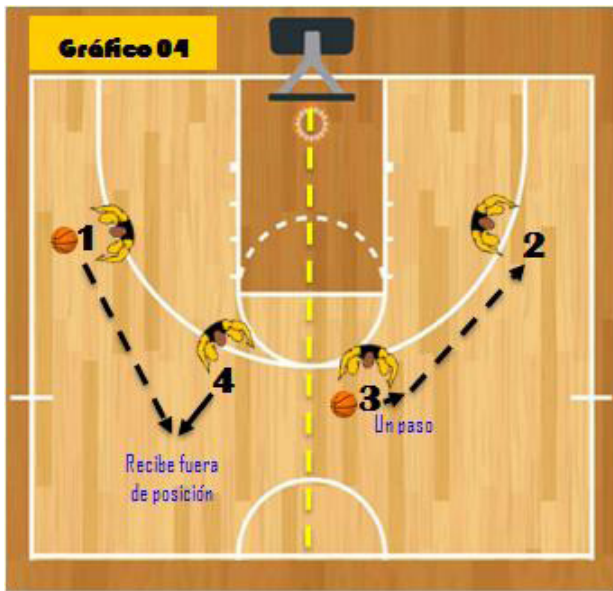 Gráfico 04
1
2
4
3
Un paso
Recibe fuera
de posición